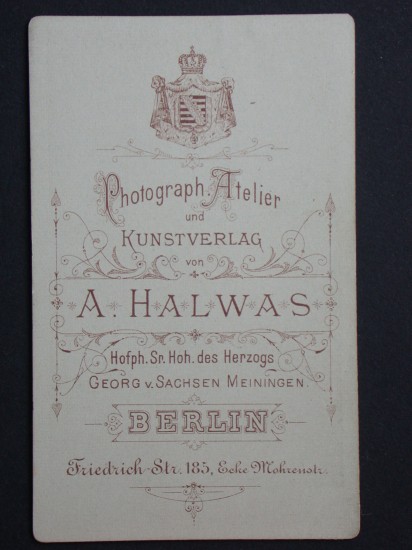 Photograph. Atelier
und
KUNSTVERLAG
von
A. HALWAS
Hofph. Sr. Hoh. des Herzogs
GEORG v. SACHSEN MEININGEN.
BERLIN
Friedrich-Str. 185, Ecke Mohrenstr.